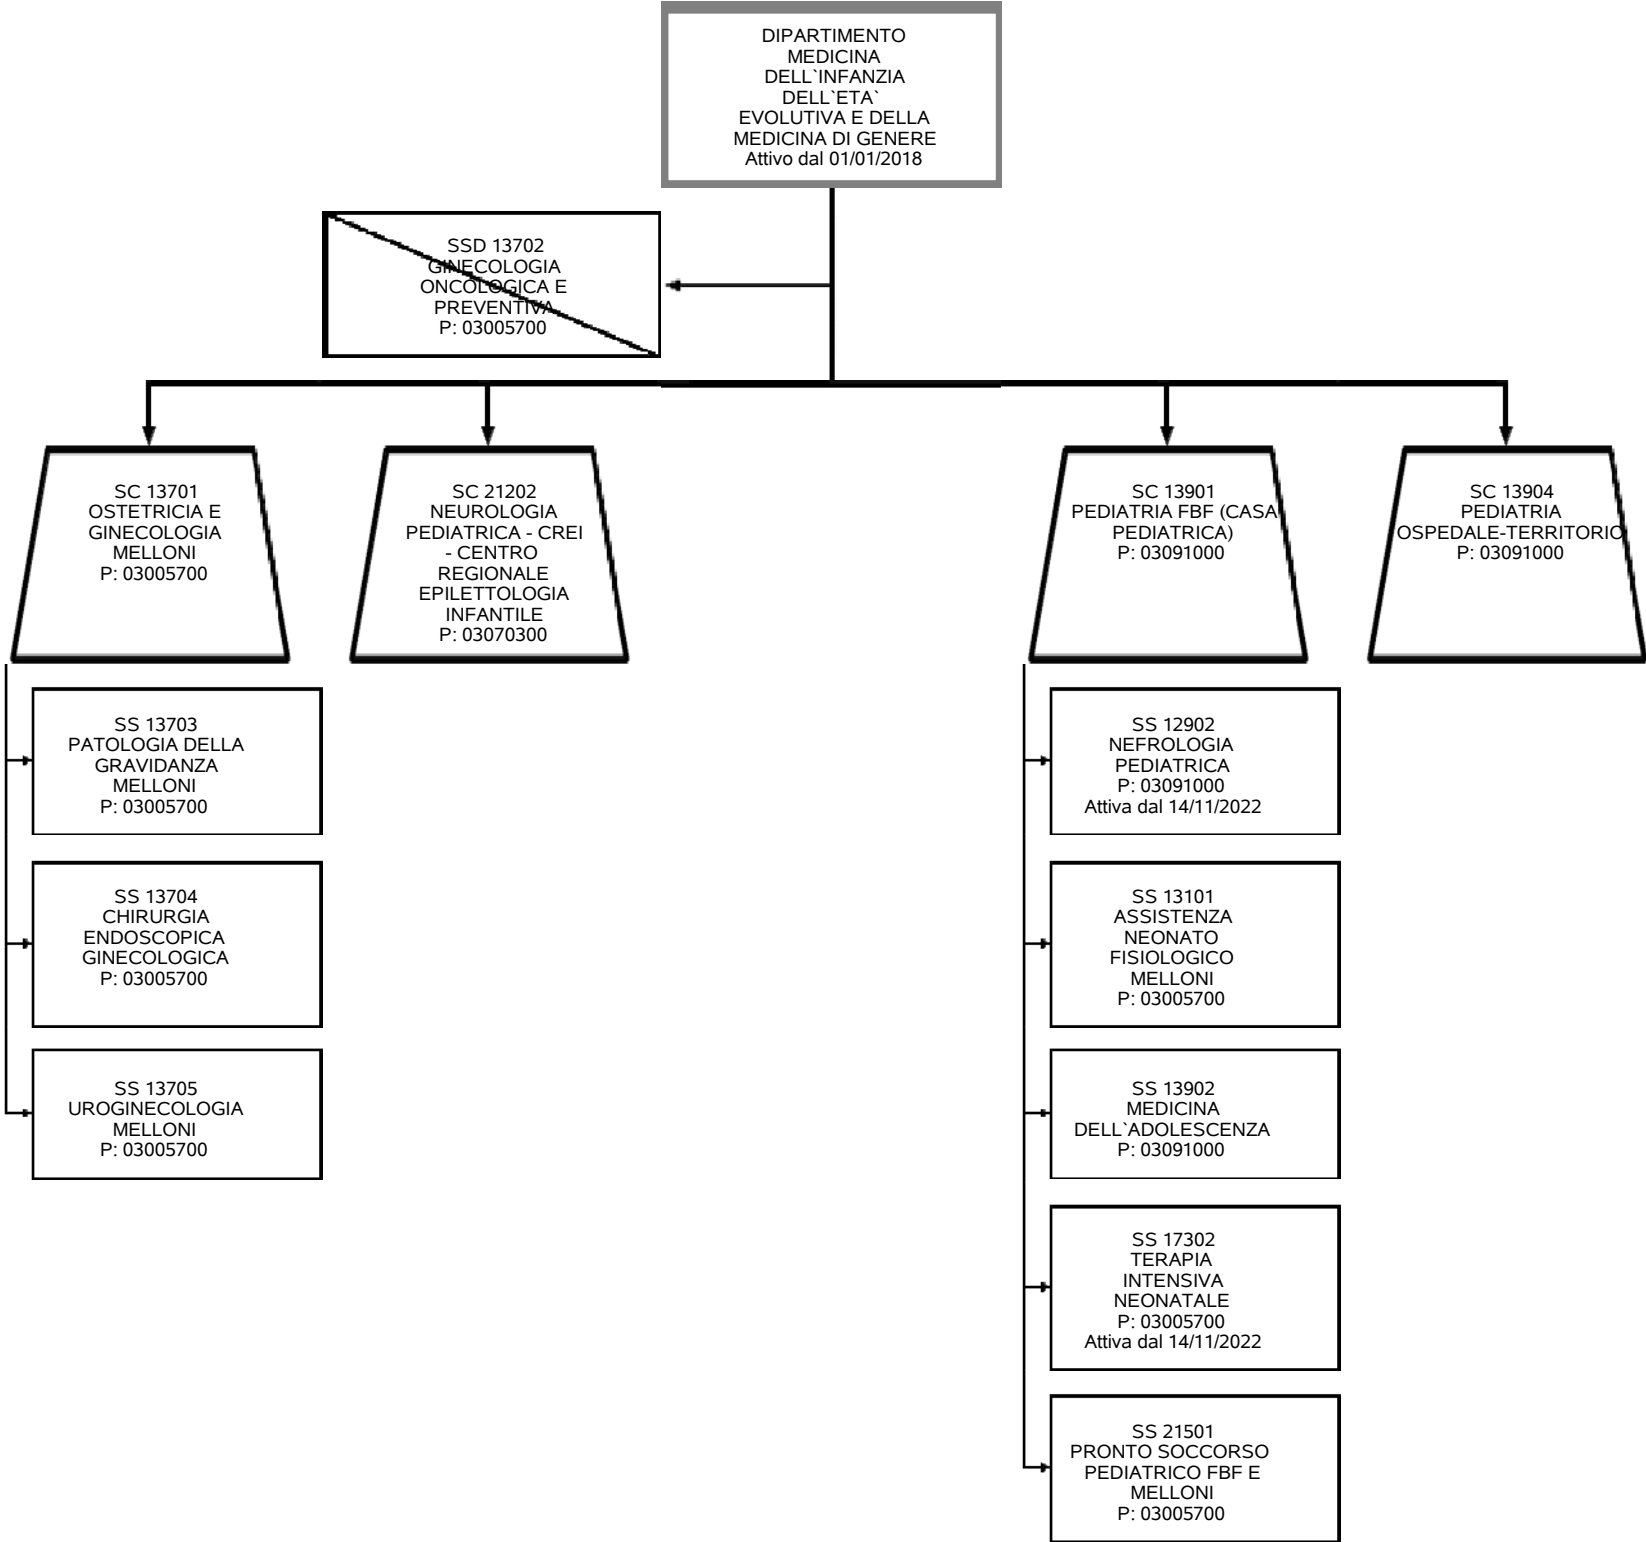 DIPARTIMENTO
MEDICINA
DELL`INFANZIA
DELL`ETA`
EVOLUTIVA E DELLA
MEDICINA DI GENERE
Attivo dal 01/01/2018
SSD 13702
GINECOLOGIA
ONCOLOGICA E
PREVENTIVA
P: 03005700
SC 13701
OSTETRICIA E
GINECOLOGIA
MELLONI
P: 03005700
SC 21202
NEUROLOGIA
PEDIATRICA - CREI
- CENTRO
REGIONALE
EPILETTOLOGIA
INFANTILE
P: 03070300
SC 13901
PEDIATRIA FBF (CASA
PEDIATRICA)
P: 03091000
SC 13904
PEDIATRIA
OSPEDALE-TERRITORIO
P: 03091000
SS 13703
PATOLOGIA DELLA
GRAVIDANZA
MELLONI
P: 03005700
SS 13704
CHIRURGIA
ENDOSCOPICA
GINECOLOGICA
P: 03005700
SS 13705
UROGINECOLOGIA
MELLONI
P: 03005700
SS 12902
NEFROLOGIA
PEDIATRICA
P: 03091000
Attiva dal 14/11/2022
SS 13101
ASSISTENZA
NEONATO
FISIOLOGICO
MELLONI
P: 03005700
SS 13902
MEDICINA
DELL`ADOLESCENZA
P: 03091000
SS 17302
TERAPIA
INTENSIVA
NEONATALE
P: 03005700
Attiva dal 14/11/2022
SS 21501
PRONTO SOCCORSO
PEDIATRICO FBF E
MELLONI
P: 03005700